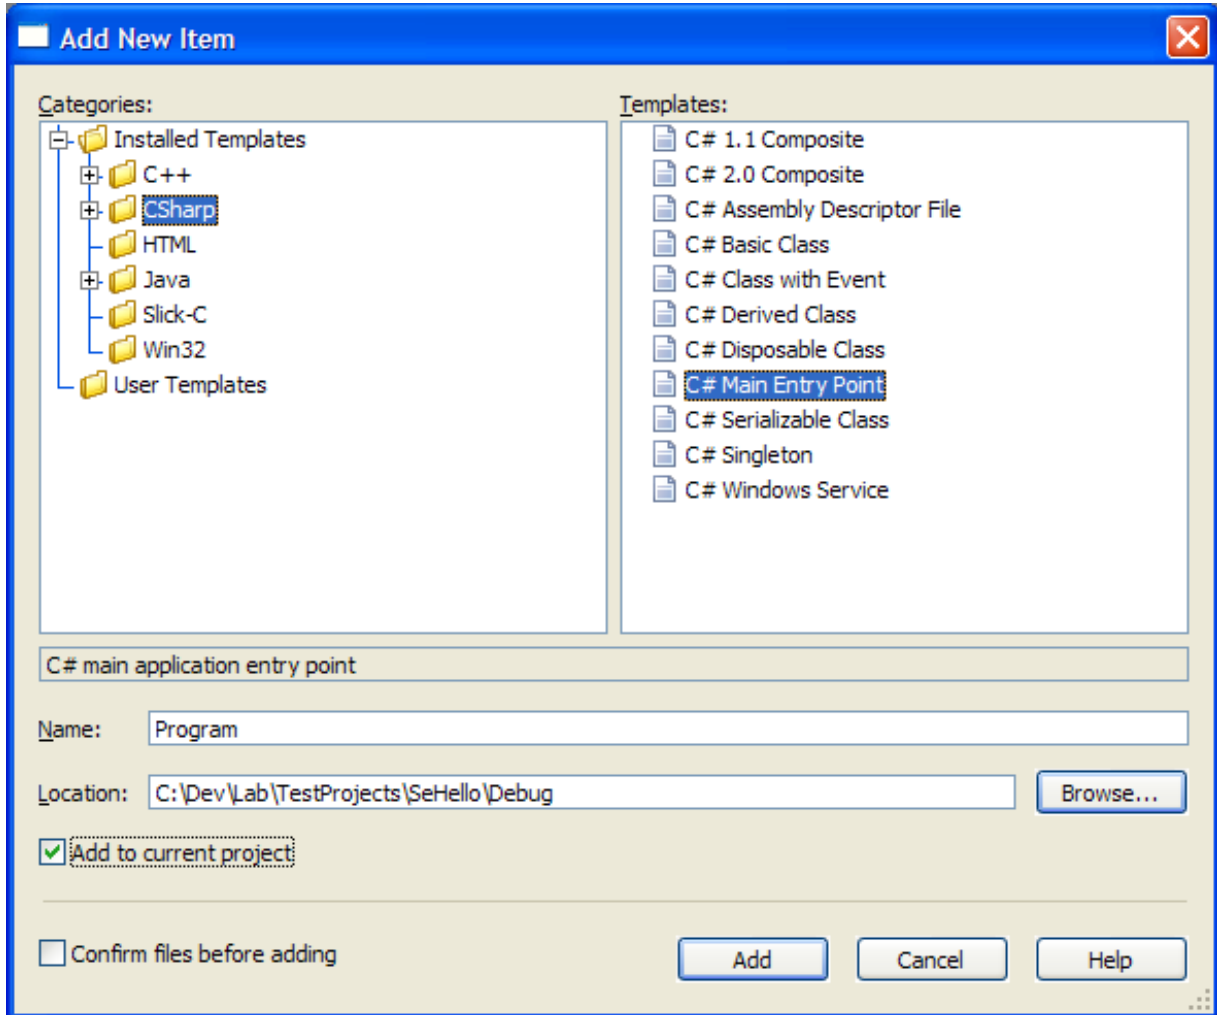 Add New Item
Categories:
Installed Templates
C++
CSharp
HTML
Java
Slick-C
Win32
User Templates
Templates:
C# 1.1 Composite
C# 2.0 Composite
C# Assembly Descriptor File
C# Basic Class
C# Class with Event
C# Derived Class
C# Disposable Class
C# Main Entry Point
C# Serializable Class
C# Singleton
C# Windows Service
C# main application entry point
Name: Program
Location: C:\Dev\Lab\TestProjects\SeHello\Debug Browse...
Add to current project
Confirm files before adding Add Cancel Help